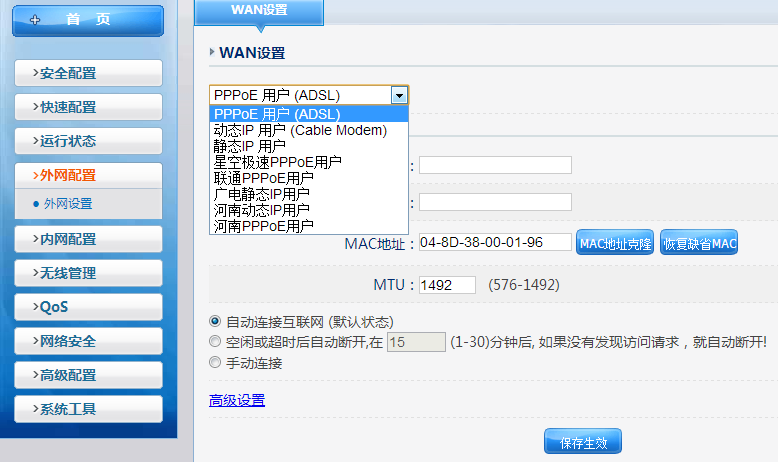 首 页
>安全配置
>快速配置
>运行状态
>外网配置
外网设置
>内网配置
>无线管理
>QoS
>网络安全
>高级配置
>系统工具
WAN设置
WAN设置
PPPoE 用户 (ADSL)
PPPoE 用户 (ADSL)
动态IP 用户 (Cable Modem)
静态IP 用户
星空极速PPPoE用户
联通PPPoE用户
广电静态IP用户
河南动态IP用户
河南PPPoE用户
:
:
MAC地址 : 04-8D-38-00-01-96 MAC地址克隆 恢复缺省MAC
MTU : 1492 (576-1492)
自动连接互联网 (默认状态)
空闲或超时后自动断开,在 15 (1-30)分钟后, 如果没有发现访问请求，就自动断开!
手动连接
高级设置
保存生效